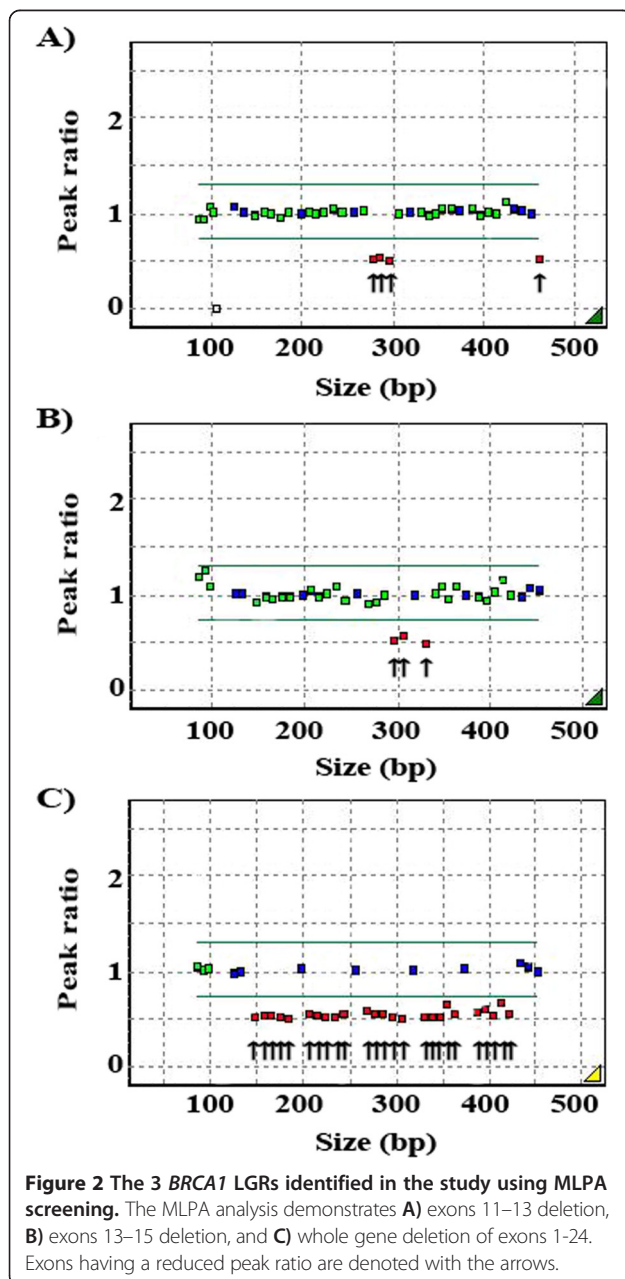 A)
Peak ratio
2
1
0
100 200 300 400 500
Size (bp)
B)
Peak ratio
2
1
0
100 200 300 400 500
Size (bp)
C)
Peak ratio
2
1
0
100 200 300 400 500
Size (bp)
Figure 2 The 3 BRCA1 LGRs identified in the study using MLPA
screening. The MLPA analysis demonstrates A) exons 11–13 deletion,
B) exons 13–15 deletion, and C) whole gene deletion of exons 1-24.
Exons having a reduced peak ratio are denoted with the arrows.